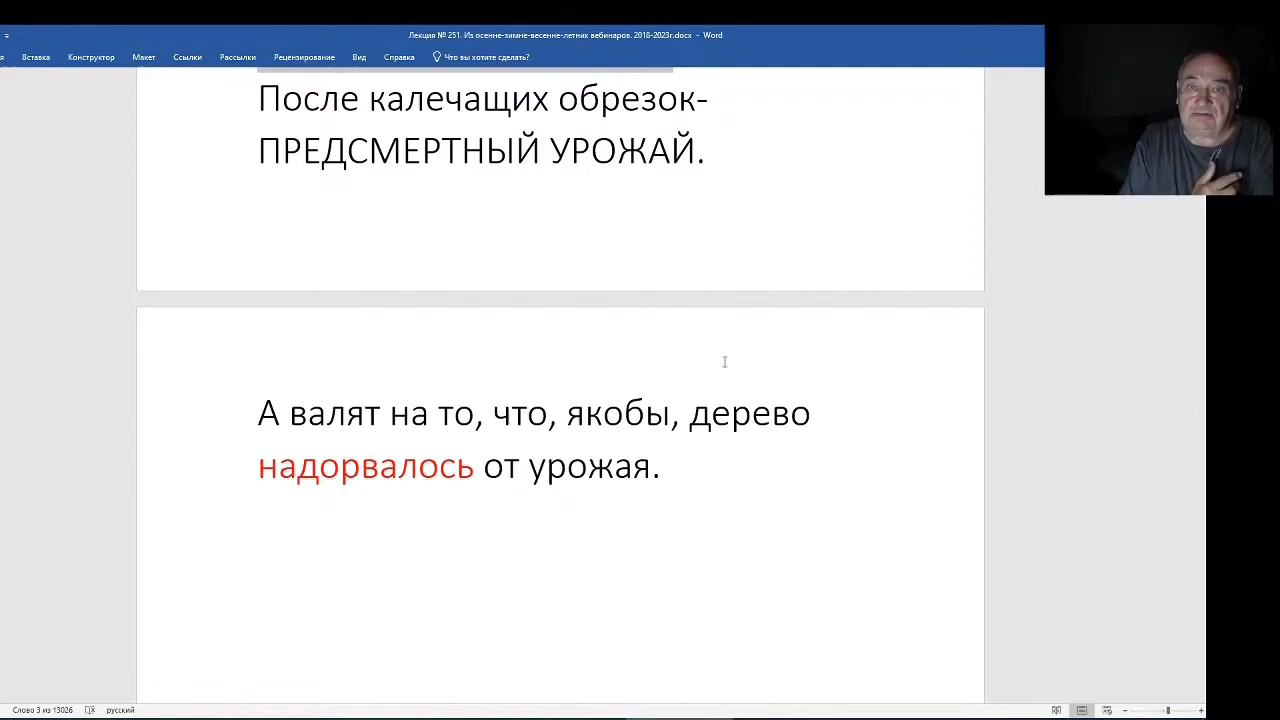 Лекция № 251. Из осенне-зимне-весенне-летних вебинаров. 2018-2023г.docx - Word
я Вставка Конструктор Макет Ссылки Рассылки Рецензирование Вид Справка Что вы хотите сделать?
После калечащих обрезок-
ПРЕДСМЕРТНЫЙ УРОЖАЙ.
А валят на то, что, якобы, дерево
надорвалось от урожая.
Слово 3 из 13026 русский